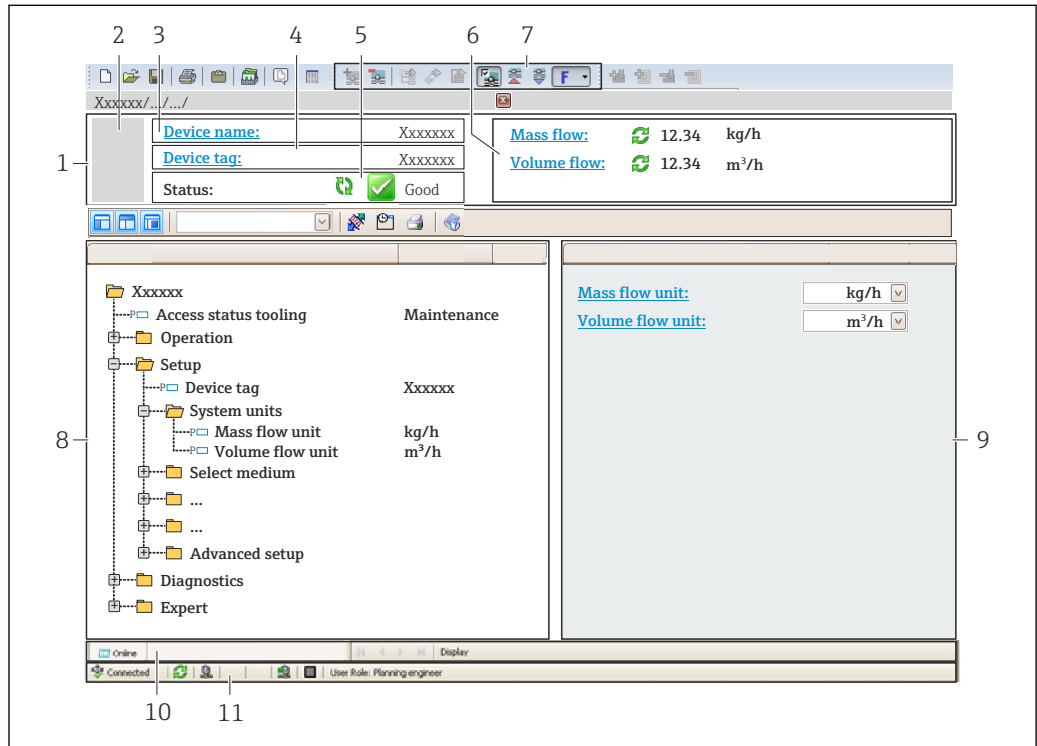 2 3 4 5 6 7
F
Xxxxxx/.../.../
1
Device name: Xxxxxxx
Device tag: Xxxxxxx
Status: Good
Mass flow: 12.34 kg/h
Volume flow: 12.34 m³/h
Xxxxxx
P Access status tooling Maintenance
Operation
Setup
P Device tag Xxxxxx
System units
P Mass flow unit kg/h
P Volume flow unit m³/h
Select medium
...
...
Advanced setup
Diagnostics
Expert
8
Mass flow unit: kg/h
Volume flow unit: m³/h
9
Online Display
Connected User Role: Planning engineer
10 11